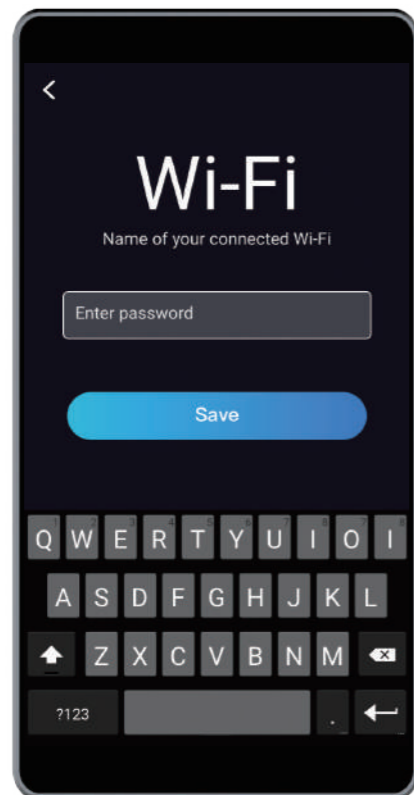 Wi-Fi
Name of your connected Wi-Fi
Enter password
Save
Q W E R T Y U I O I
A S D F G H J K L
Z X C V B N M
?123 .